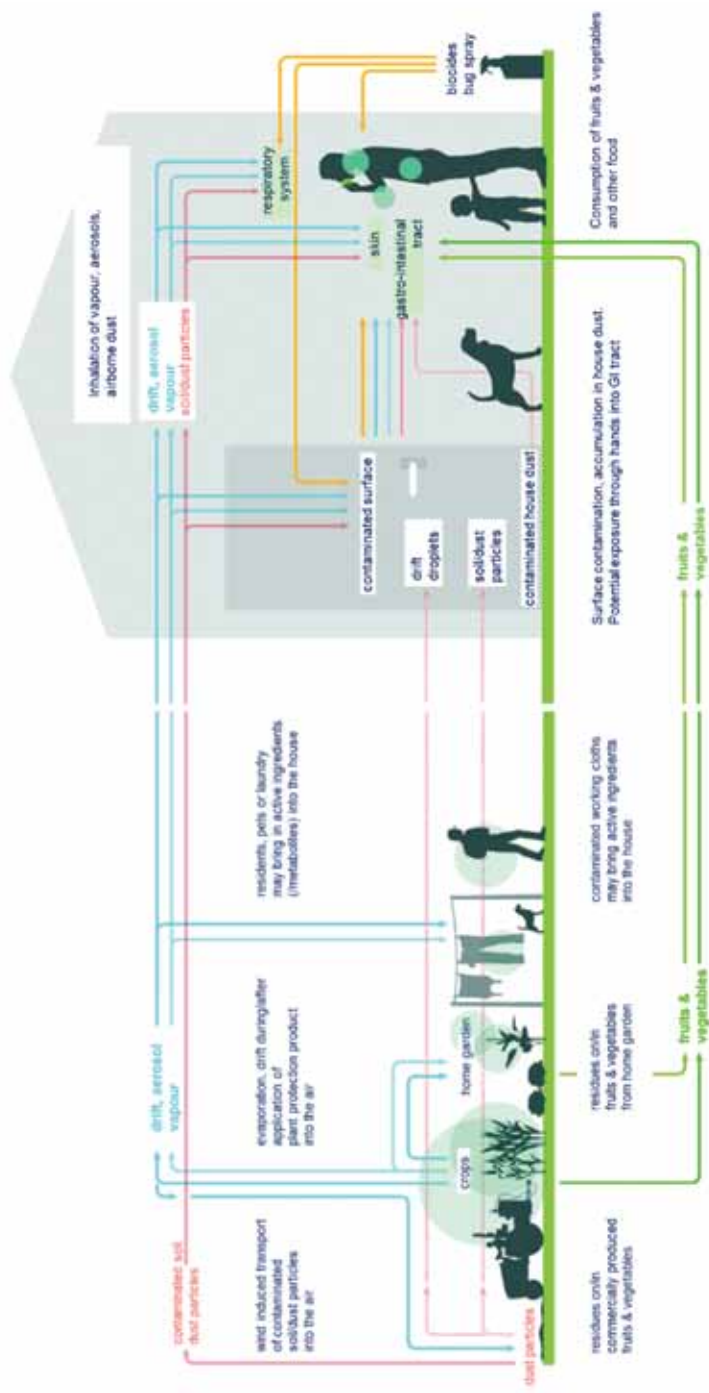 contaminated soil
dust particles
drift, aerosol
vapour
wind induced transport
of contaminated
soil/dust particles
into the air
evaporation, drift during/after
application of
plant protection product
into the air
residents, pets or laundry
may bring in active ingredients
(/metabolites) into the house
dust particles
crops
home garden
residues on/in
commercially produced
fruits & vegetables
residues on/in
fruits & vegetables
from home garden
contaminated working cloths
may bring active ingredients
into the house
fruits &
vegetables
Inhalation of vapour, aerosols,
airborne dust
drift, aerosol
vapour
soil/dust particles
respiratory
system
skin
gastro-intestinal
tract
biocides
bug spray
contaminated surface
drift
droplets
soil/dust
particles
contaminated house dust
Surface contamination, accumulation in house dust.
Potential exposure through hands into GI tract
Consumption of fruits & vegetables
and other food
fruits &
vegetables